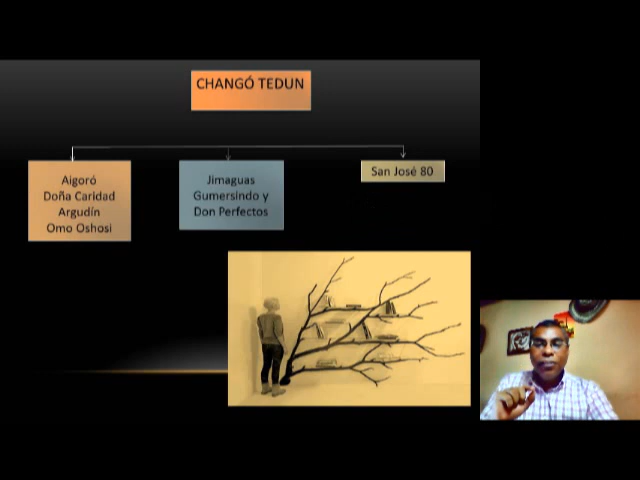 CHANGÓ TEDUN
Aigoró
Doña Caridad
Argudín
Omo Oshosi
Jimaguas
Gumersindo y
Don Perfectos
San José 80